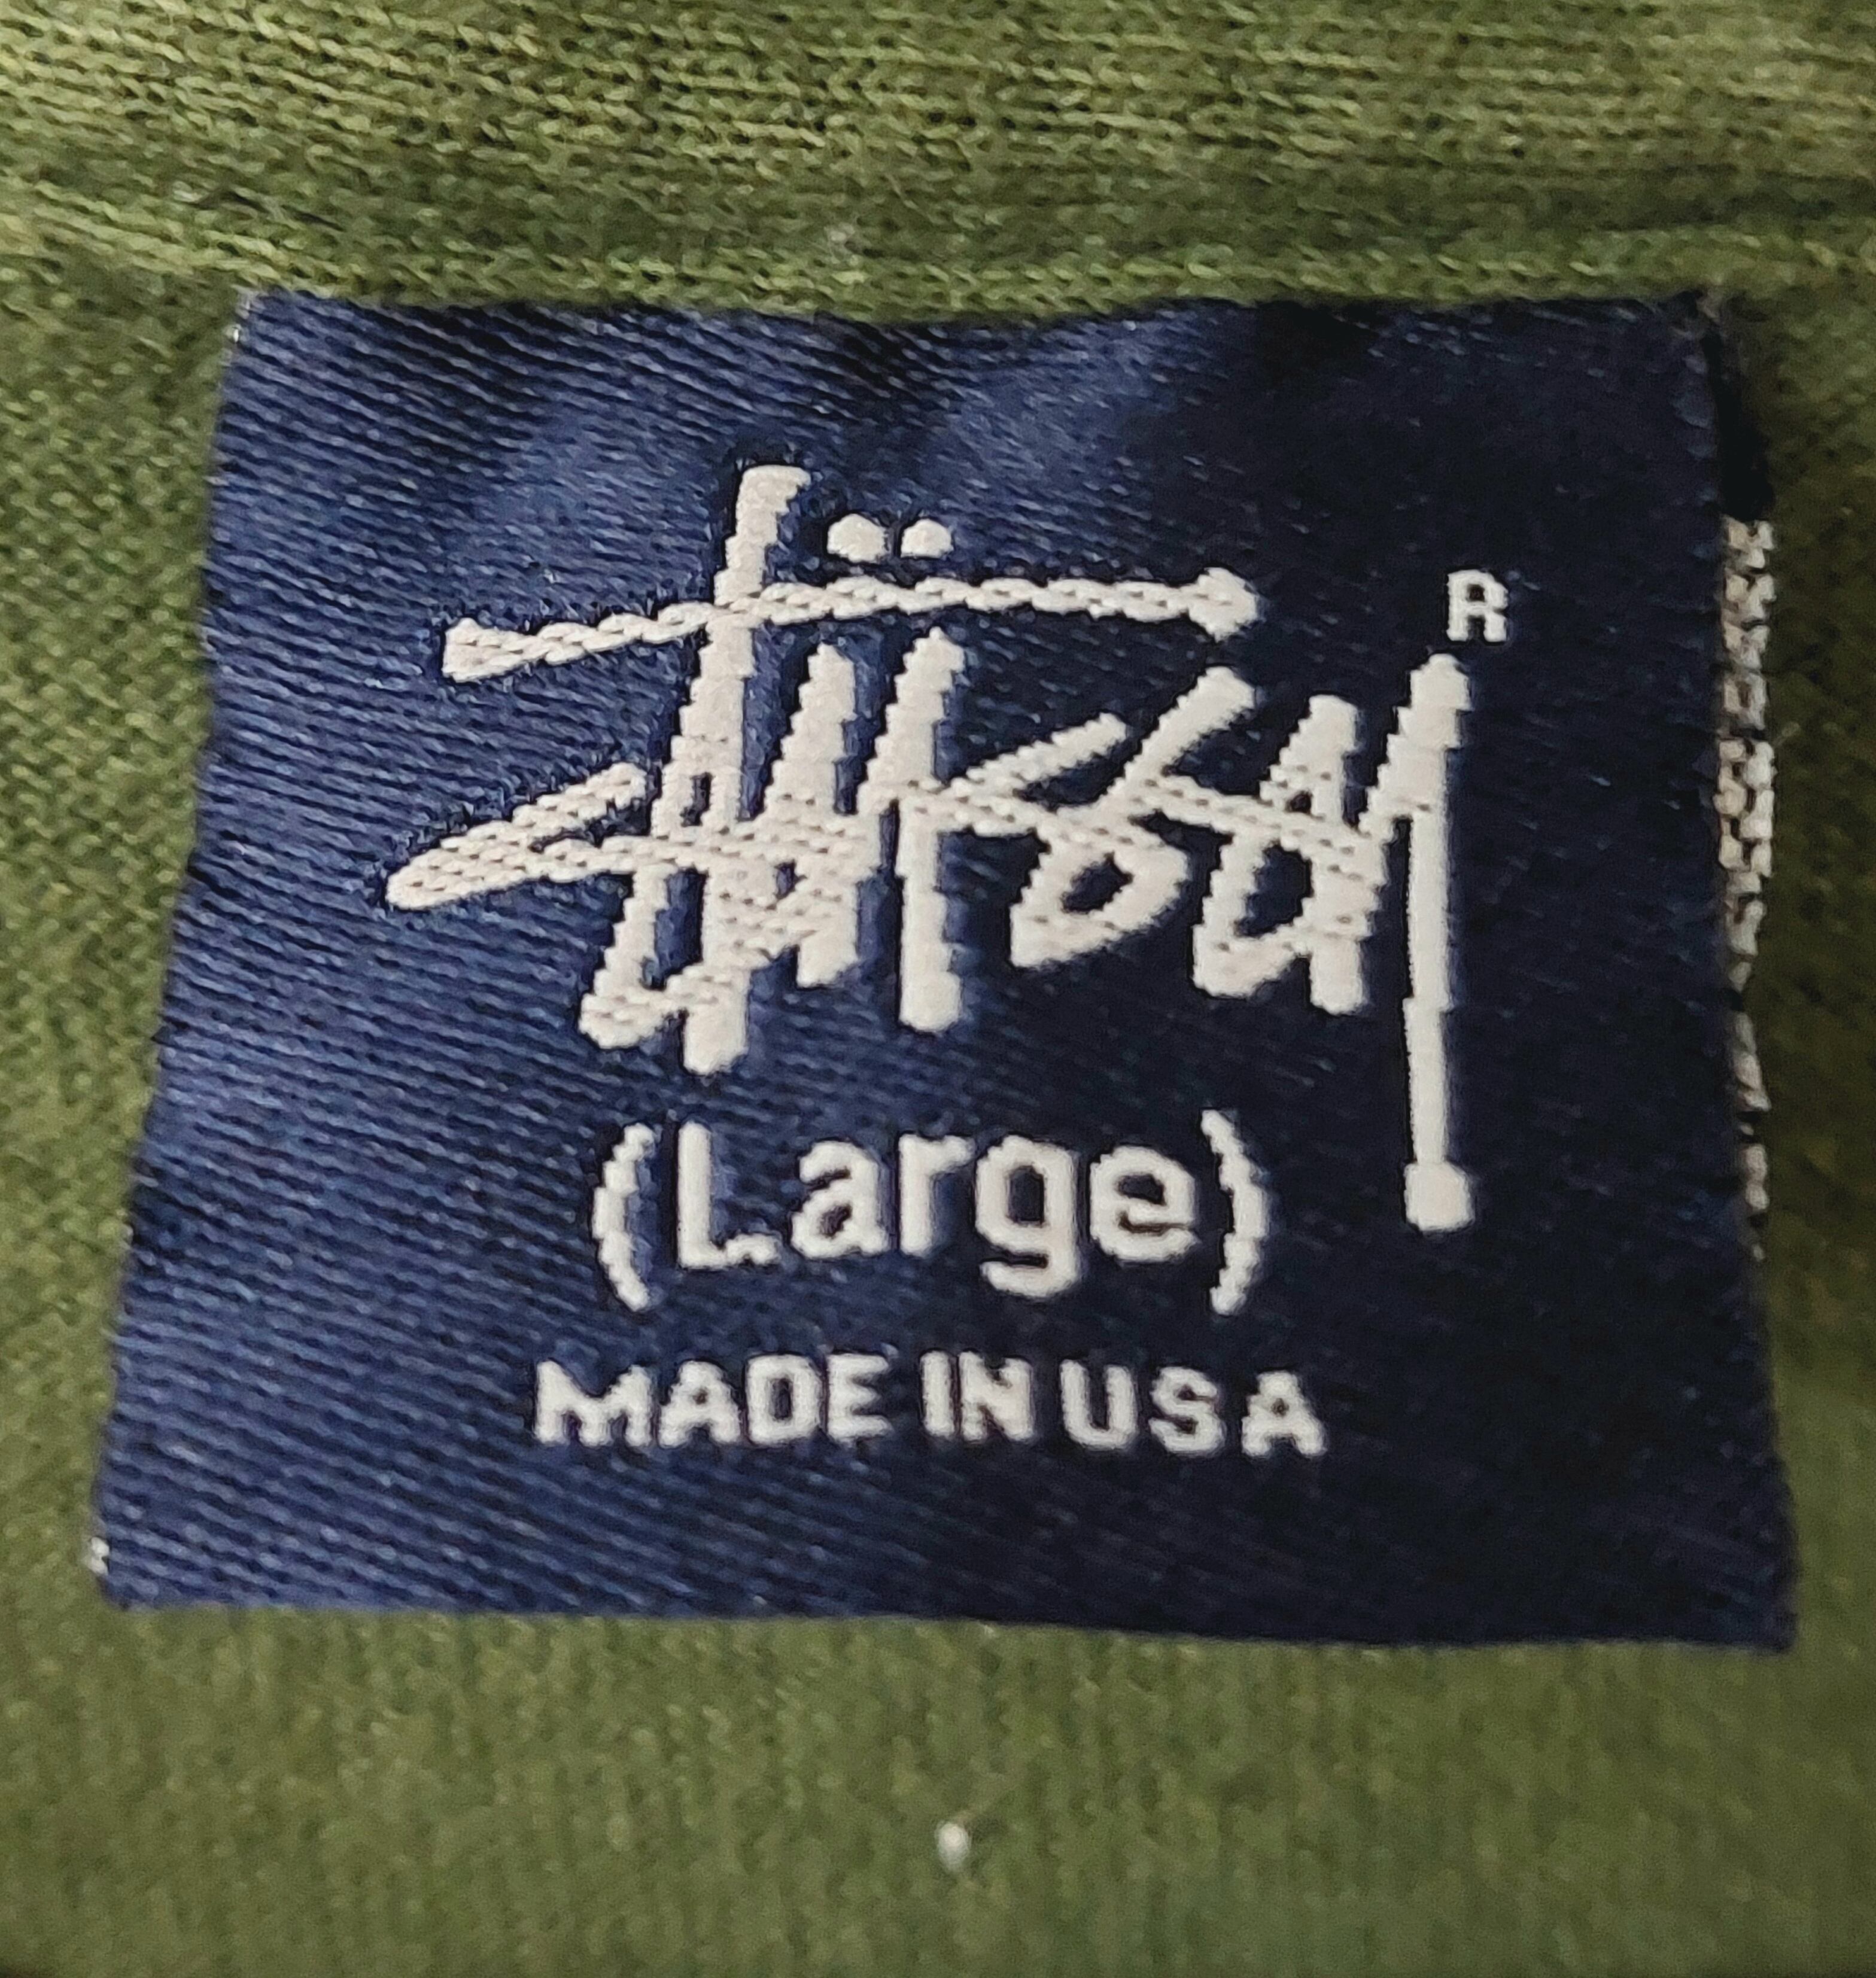 Stüssy
R
(Large)
MADE IN USA